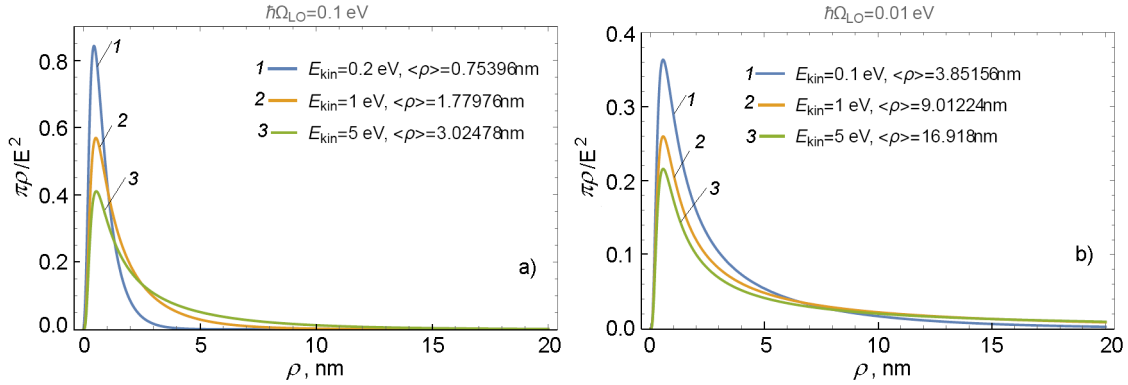 ℏΩLO=0.1 eV
1
1 Ekin=0.2 eV, <ρ>=0.75396nm
2 Ekin=1 eV, <ρ>=1.77976nm
3 Ekin=5 eV, <ρ>=3.02478nm
2
3
a)
πρ/E²
0.8
0.6
0.4
0.2
0.0
0 5 10 15 20
ρ, nm
ℏΩLO=0.01 eV
1
1 Ekin=0.1 eV, <ρ>=3.85156nm
2 Ekin=1 eV, <ρ>=9.01224nm
3 Ekin=5 eV, <ρ>=16.918nm
2
3
b)
πρ/E²
0.4
0.3
0.2
0.1
0.0
0 5 10 15 20
ρ, nm